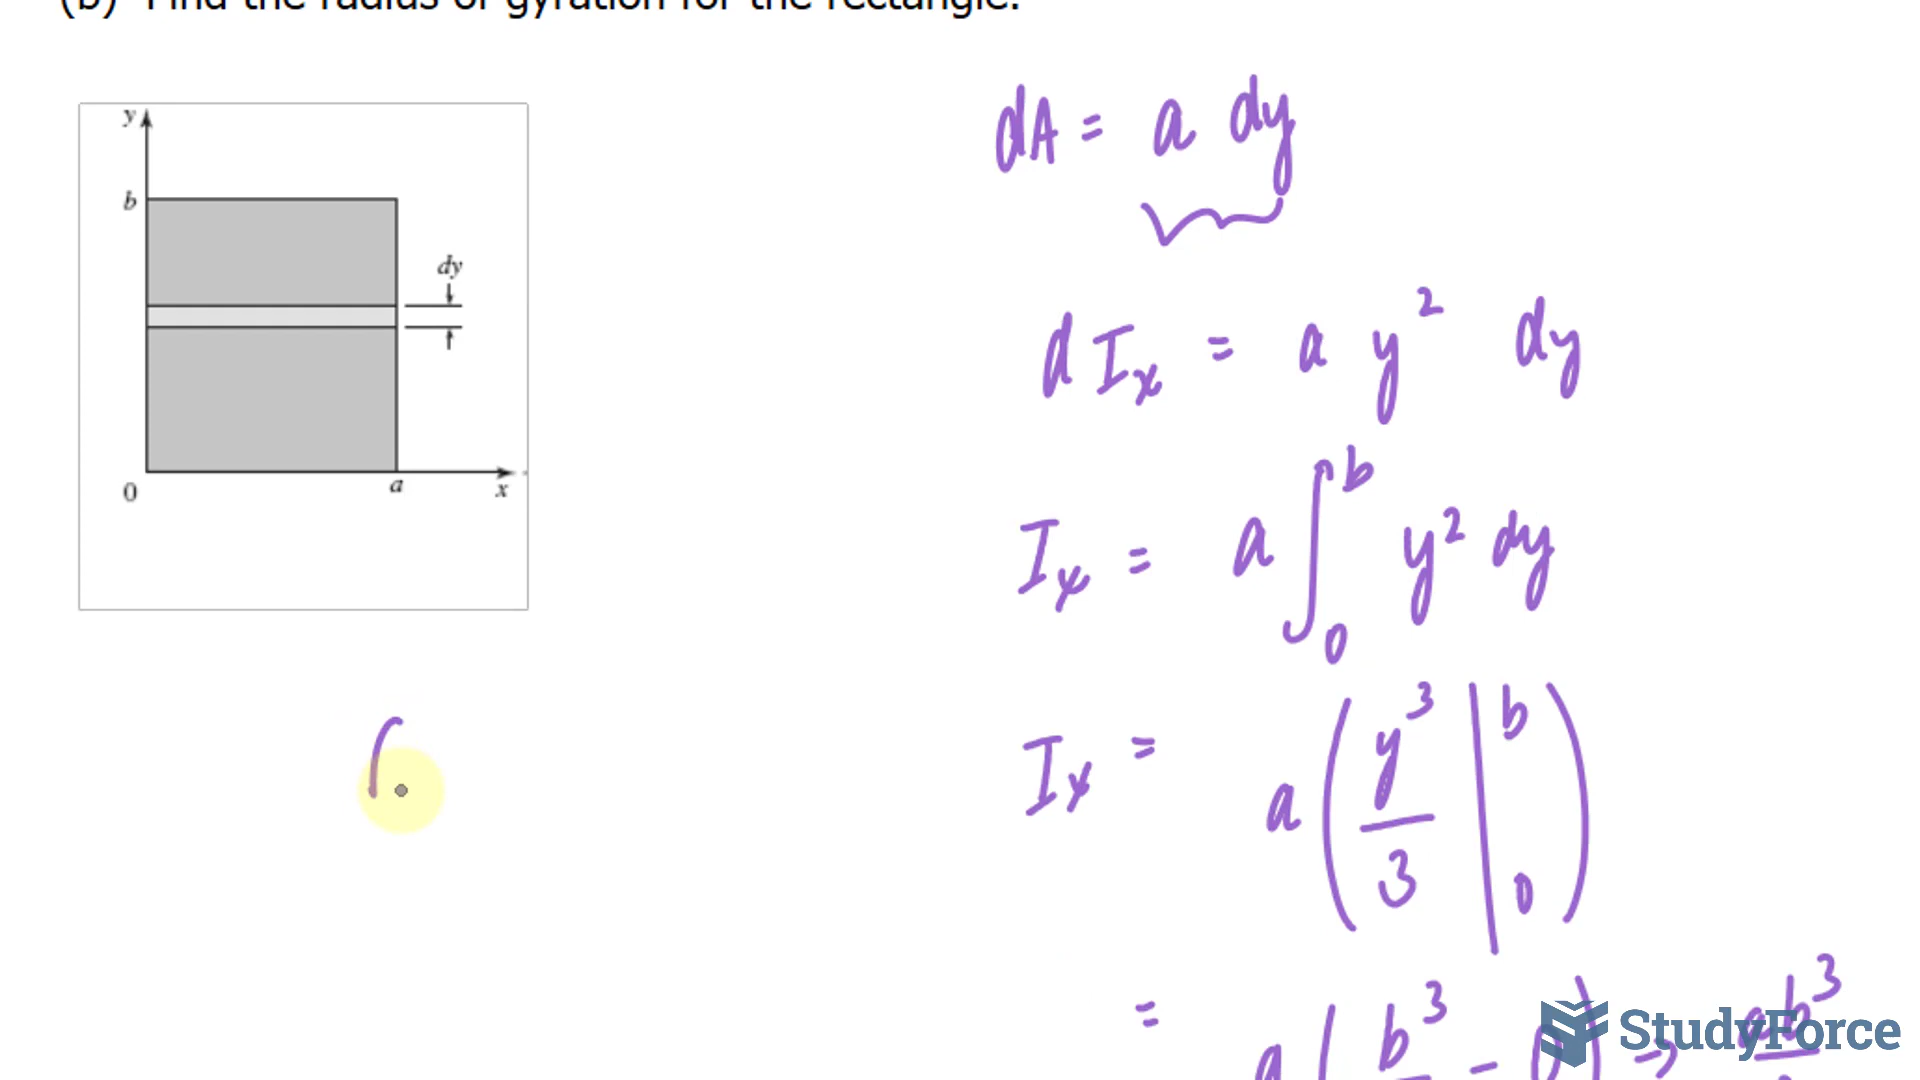 (b) Find the radius of gyration for the rectangle.
y
b
dy
0
a
x
dA = a dy
d Ix = a y² dy
Ix = a ∫₀ᵇ y² dy
Ix = a ( y³/3 | b 0 )
= a ( b³ - 0 ) → ab³
StudyForce